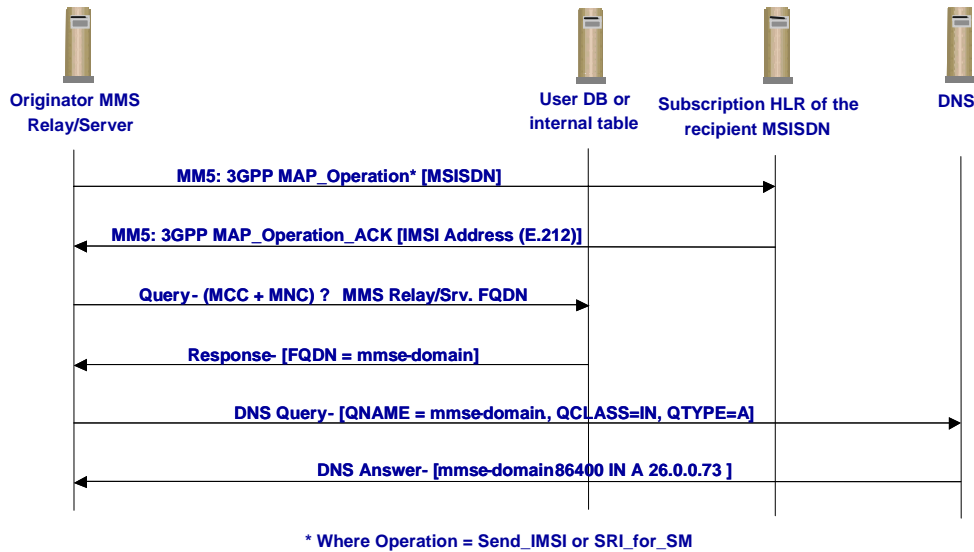 Originator MMS
Relay/Server
User DB or
internal table
Subscription HLR of the
recipient MSISDN
DNS
MM5: 3GPP MAP_Operation* [MSISDN]
MM5: 3GPP MAP_Operation_ACK [IMSI Address (E.212)]
Query- (MCC + MNC) ? MMS Relay/Srv. FQDN
Response- [FQDN = mmse-domain]
DNS Query- [QNAME = mmse-domain., QCLASS=IN, QTYPE=A]
DNS Answer- [mmse-domain86400 IN A 26.0.0.73 ]
* Where Operation = Send_IMSI or SRI_for_SM